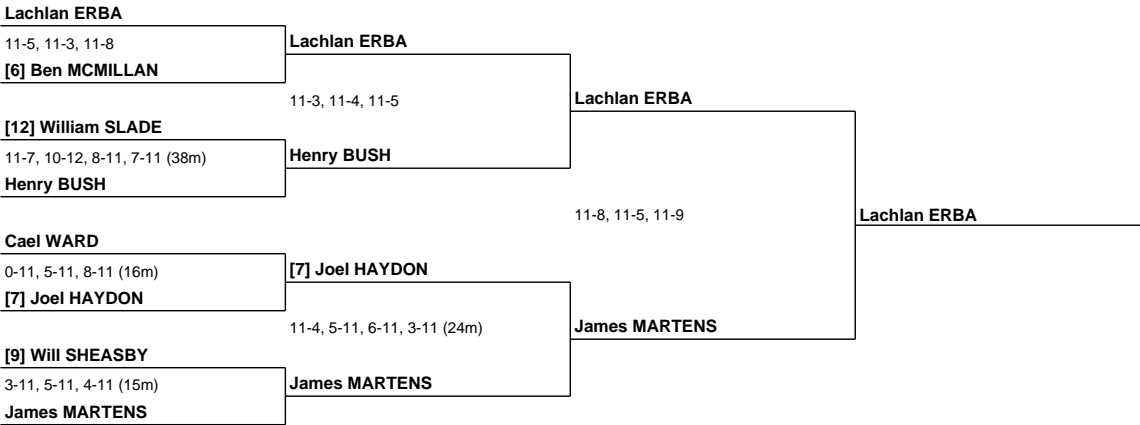 Lachlan ERBA
11-5, 11-3, 11-8
Lachlan ERBA
[6] Ben MCMILLAN
11-3, 11-4, 11-5
Lachlan ERBA
[12] William SLADE
11-7, 10-12, 8-11, 7-11 (38m)
Henry BUSH
Henry BUSH
11-8, 11-5, 11-9
Lachlan ERBA
Cael WARD
0-11, 5-11, 8-11 (16m)
[7] Joel HAYDON
[7] Joel HAYDON
11-4, 5-11, 6-11, 3-11 (24m)
James MARTENS
[9] Will SHEASBY
3-11, 5-11, 4-11 (15m)
James MARTENS
James MARTENS